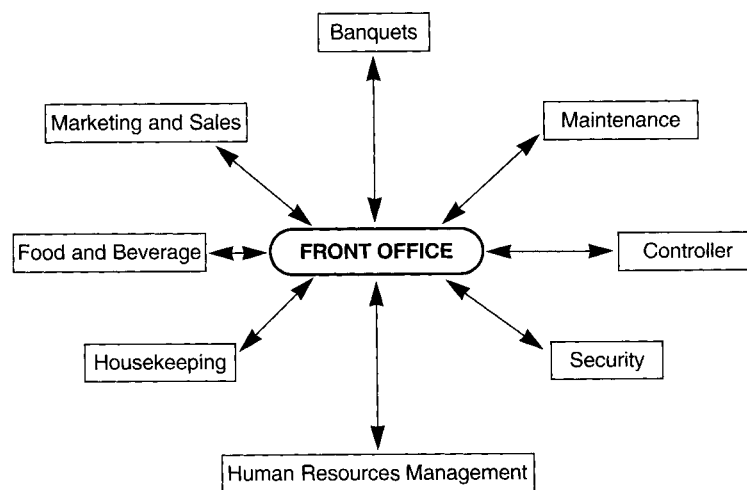 Banquets
Marketing and Sales
Maintenance
Food and Beverage
FRONT OFFICE
Controller
Housekeeping
Security
Human Resources Management